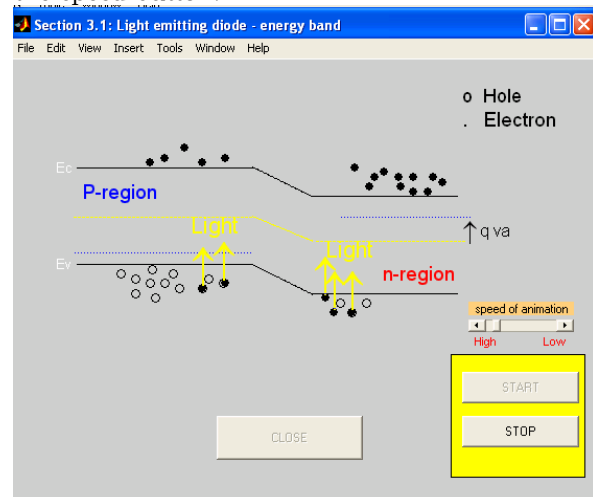 Section 3.1: Light emitting diode - energy band
File Edit View Insert Tools Window Help
o Hole
. Electron
Ec
P-region
Light
q va
Ev
Light
n-region
speed of animation
High Low
START
STOP
CLOSE